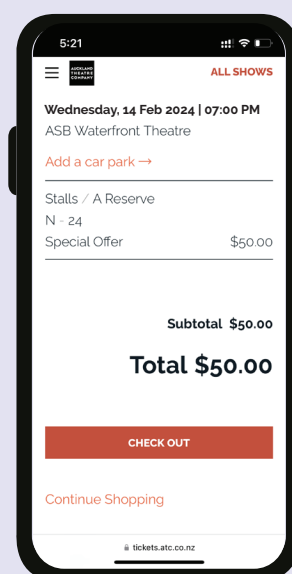 5:21
AUCKLAND
THEATRE
COMPANY
ALL SHOWS
Wednesday, 14 Feb 2024 | 07:00 PM
ASB Waterfront Theatre
Add a car park →
Stalls / A Reserve
N - 24
Special Offer $50.00
Subtotal $50.00
Total $50.00
CHECK OUT
Continue Shopping
tickets.atc.co.nz